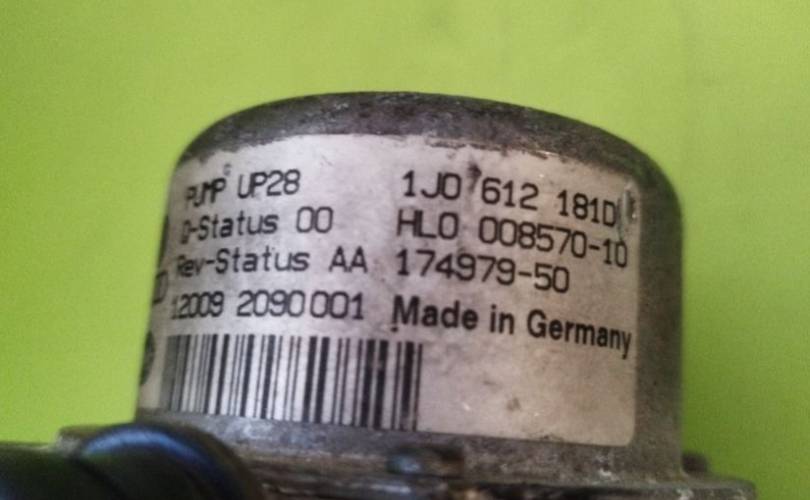 PUMP UP28 1J0 612 181D
Q-Status 00 HLO 008570-10
Rev-Status AA 174979-50
12009 2090001 Made in Germany